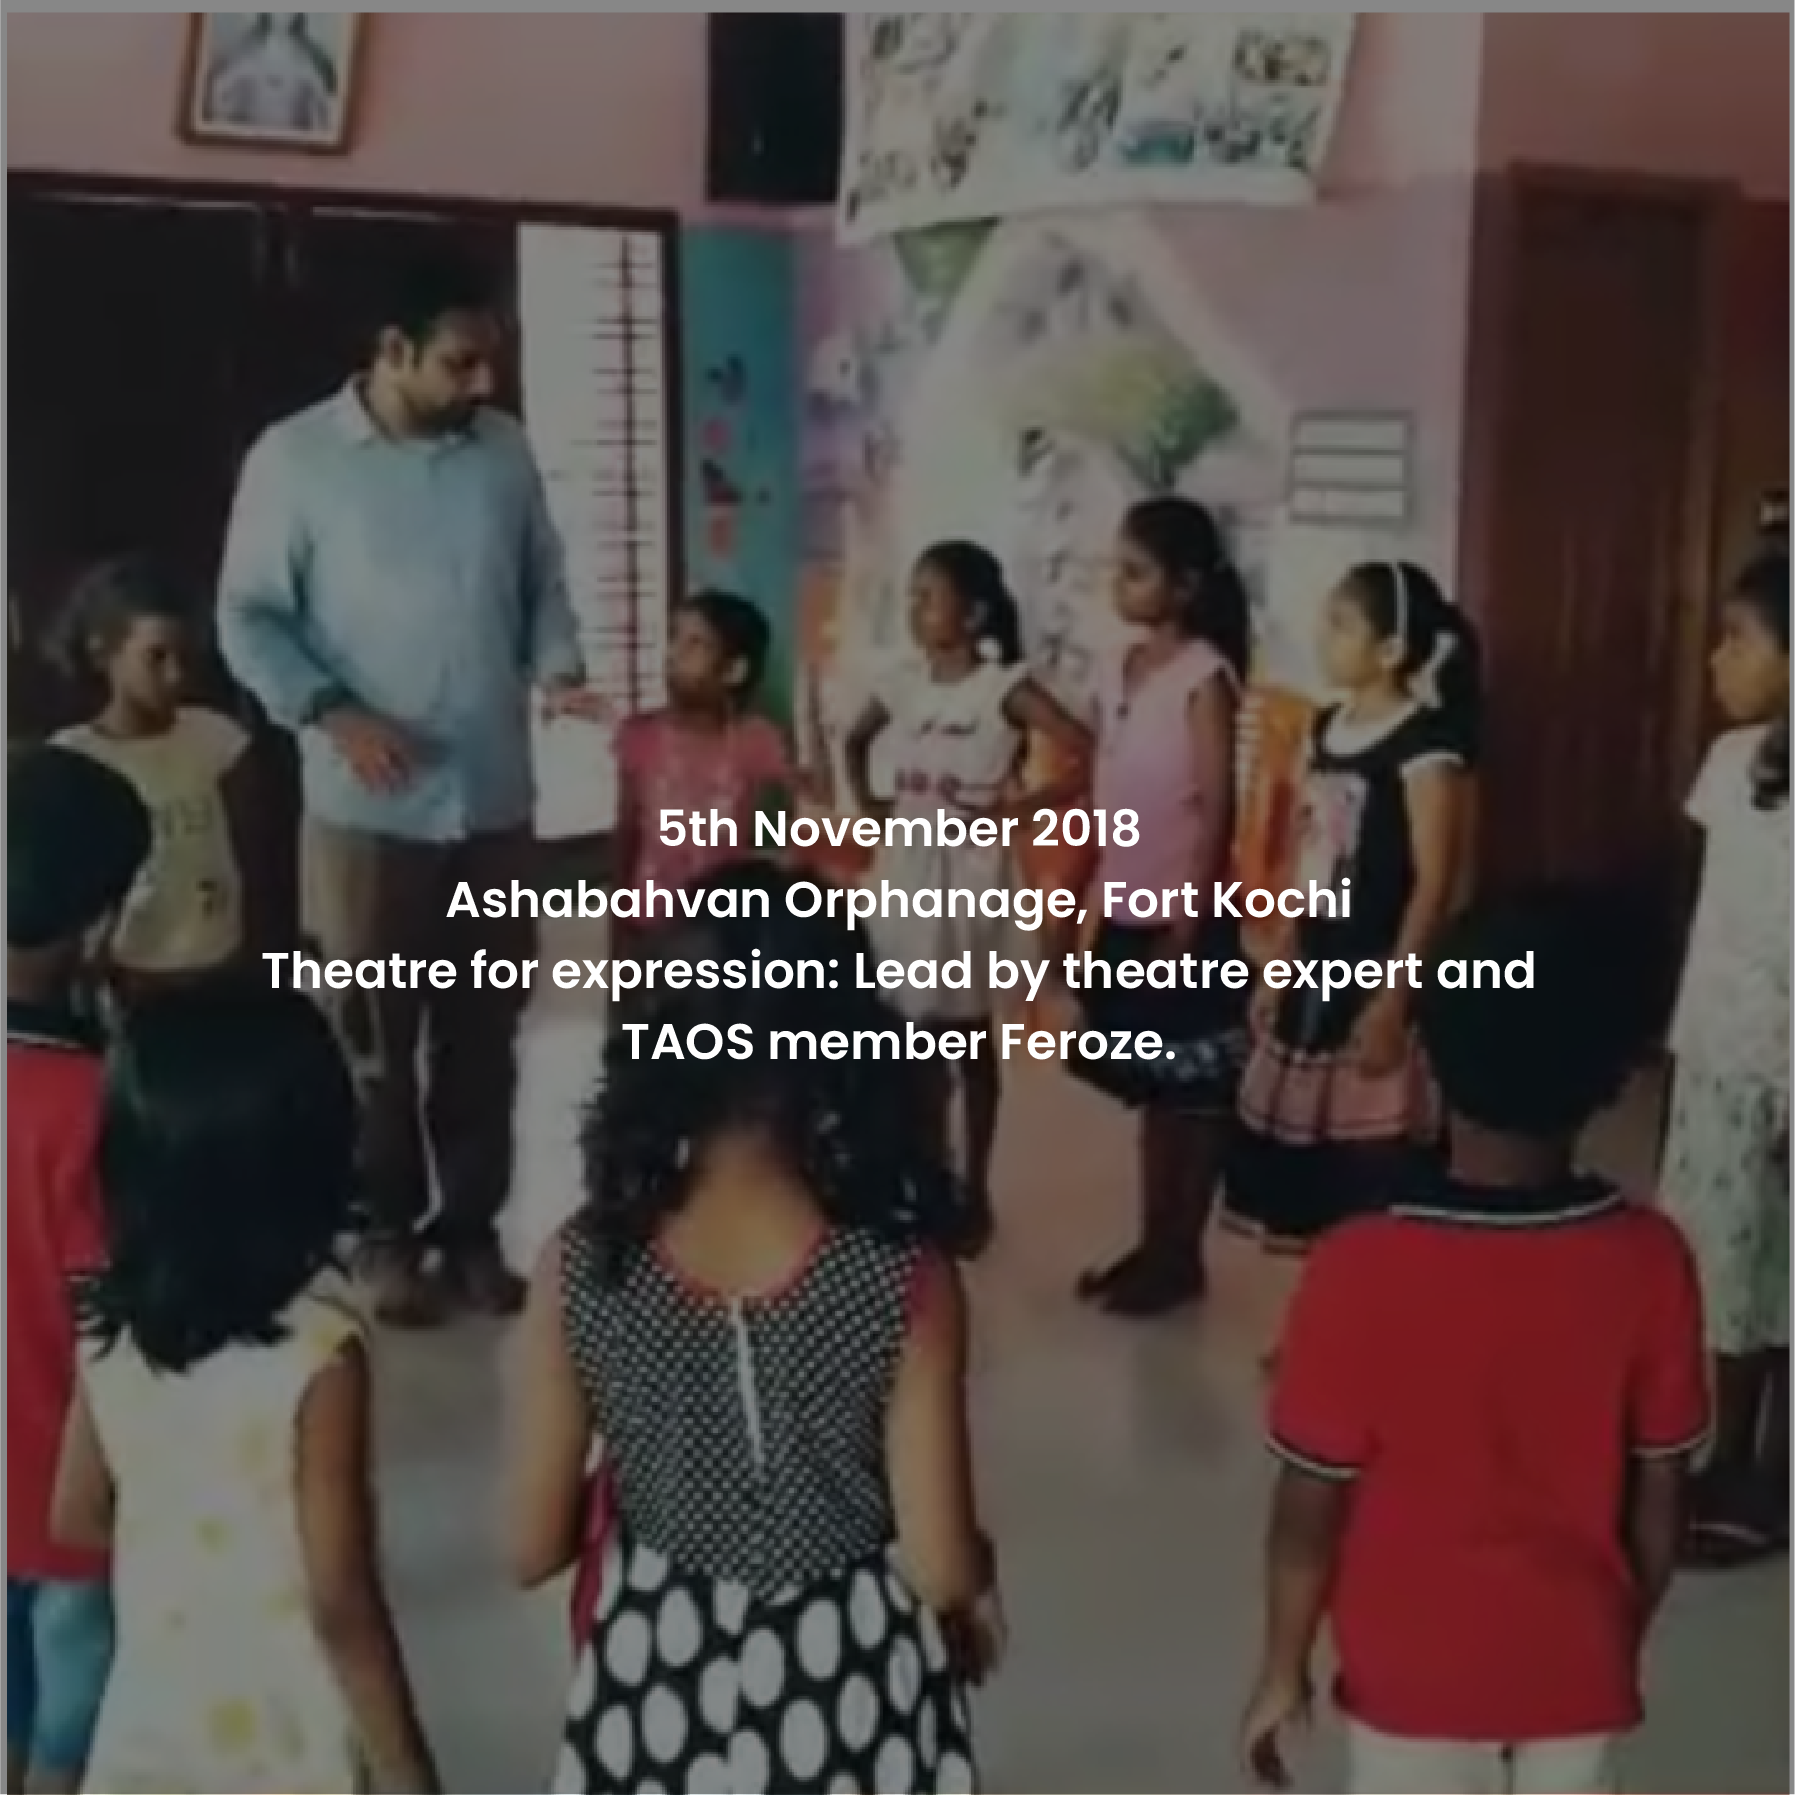 5th November 2018
Ashabahvan Orphanage, Fort Kochi
Theatre for expression: Lead by theatre expert and
TAOS member Feroze.